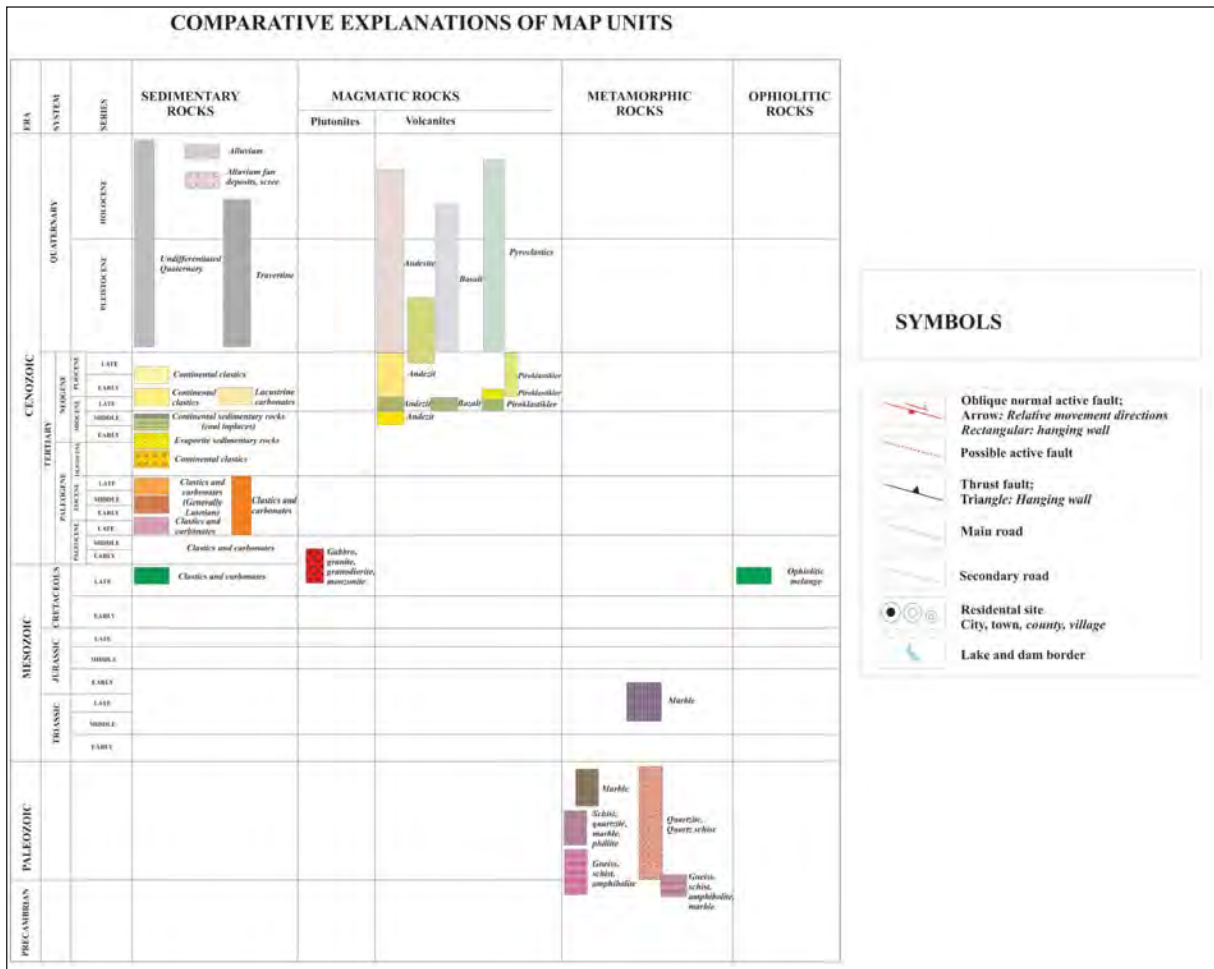 COMPARATIVE EXPLANATIONS OF MAP UNITS
ERA
SYSTEM
SERIES
SEDIMENTARY
ROCKS
MAGMATIC ROCKS
Plutonites
Volcanites
METAMORPHIC
ROCKS
OPHIOLITIC
ROCKS
CENOZOIC
QUATERNARY
HOLOCENE
PLEISTOCENE
Alluvium
Alluvium fan
deposits, scree
Undifferentiated
Quaternary
Travertine
Andesite
Basalt
Pyroclastics
TERTIARY
NEOGENE
PLIOCENE
LATE
EARLY
MIOCENE
LATE
MIDDLE
EARLY
Continental clastics
Continental
clastics
Lacustrine
carbonates
Continental sedimentary rocks
(coal inplaces)
Evaporite sedimentary rocks
Continental clastics
Andezit
Piroklastikler
Piroklastikler
Andezit
Bazalt
Piroklastikler
Andezit
PALEOGENE
OLIGOCENE
EOCENE
LATE
MIDDLE
EARLY
PALEOCENE
LATE
MIDDLE
EARLY
Clastics and
carbonates
(Generally
Lutetian)
Clastics and
carbonates
Clastics and
carbonates
Clastics and carbonates
Gabbro,
granite,
granodiorite,
monzonite
MESOZOIC
CRETACEOUS
LATE
EARLY
Clastics and carbonates
Ophiolitic
melange
JURASSIC
LATE
MIDDLE
EARLY
TRIASSIC
LATE
MIDDLE
EARLY
Marble
PALEOZOIC
Marble
Schist,
quartzite,
marble,
phillite
Quartzite,
Quartz schist
Gneiss,
schist,
amphibolite
PRECAMBRIAN
Gneiss,
schist,
amphibolite,
marble
SYMBOLS
Oblique normal active fault;
Arrow: Relative movement directions
Rectangular: hanging wall
Possible active fault
Thrust fault;
Triangle: Hanging wall
Main road
Secondary road
Residental site
City, town, county, village
Lake and dam border